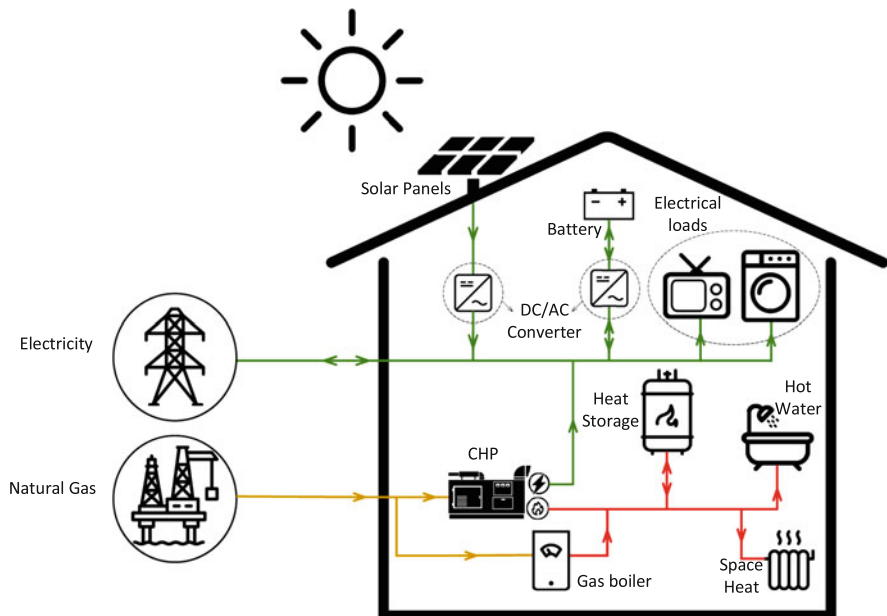 Solar Panels
Battery
Electrical
loads
DC/AC
Converter
Electricity
Heat
Storage
Hot
Water
CHP
Natural Gas
Gas boiler
Space
Heat